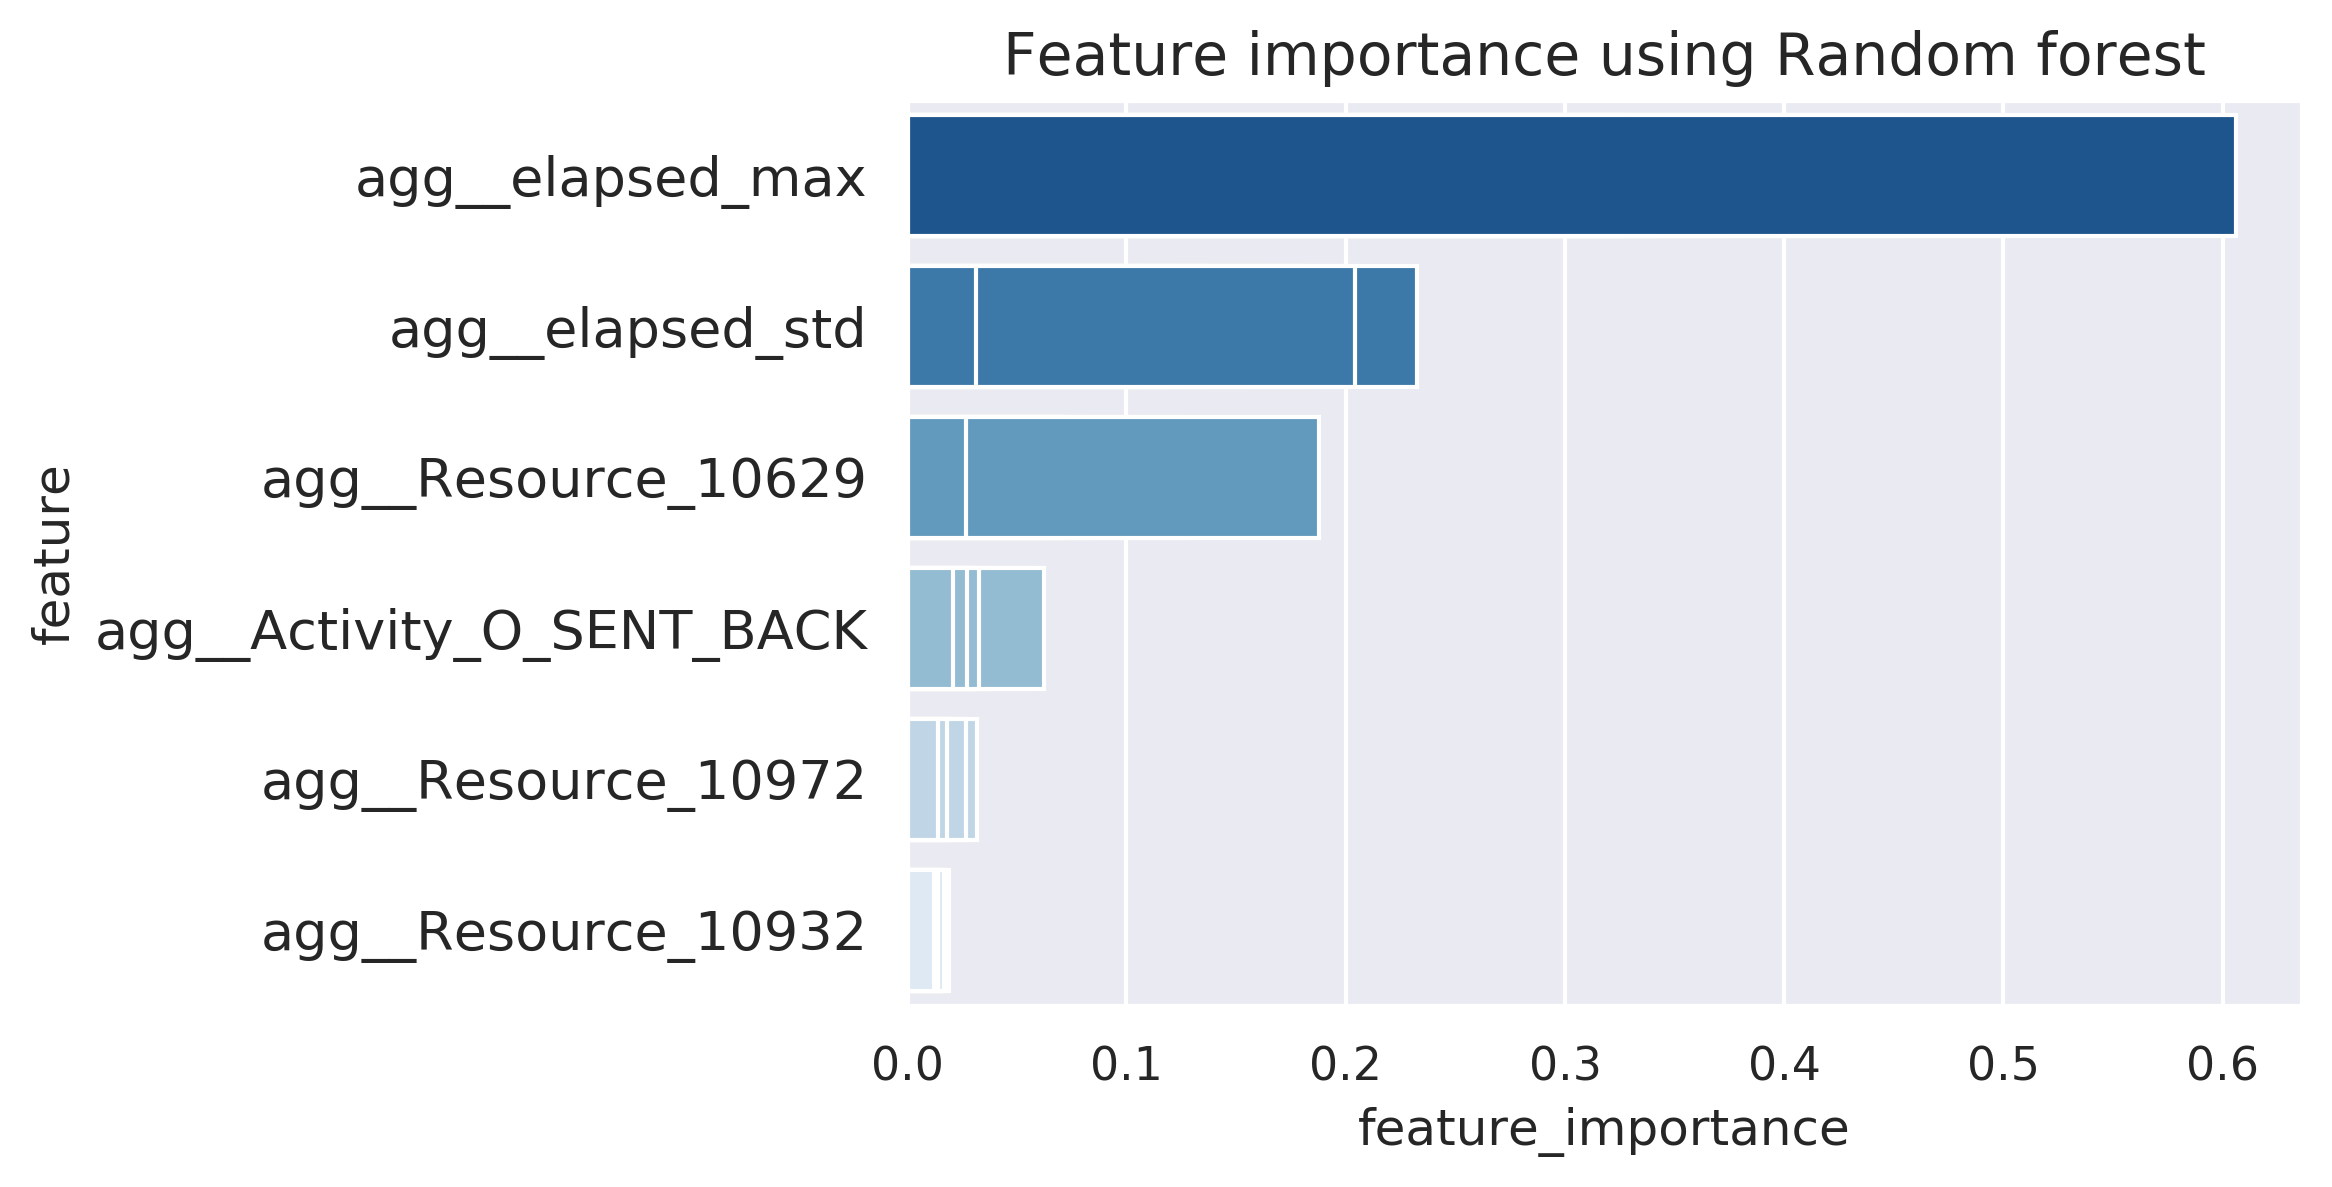 Feature importance using Random forest
feature
agg__elapsed_max
agg__elapsed_std
agg__Resource_10629
agg__Activity_O_SENT_BACK
agg__Resource_10972
agg__Resource_10932
0.0 0.1 0.2 0.3 0.4 0.5 0.6
feature_importance